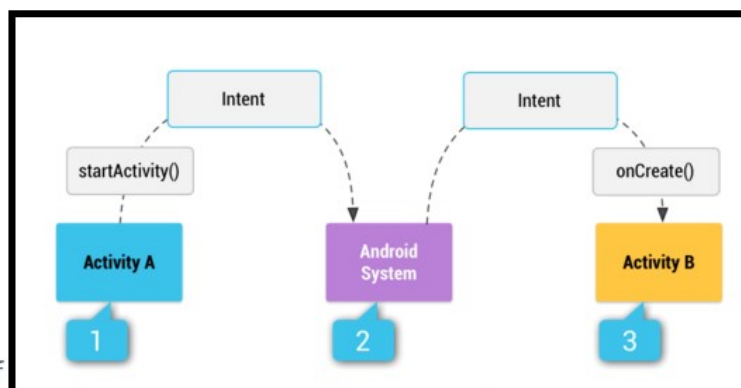 Intent
Intent
startActivity()
onCreate()
Activity A
Android
System
Activity B
1
2
3